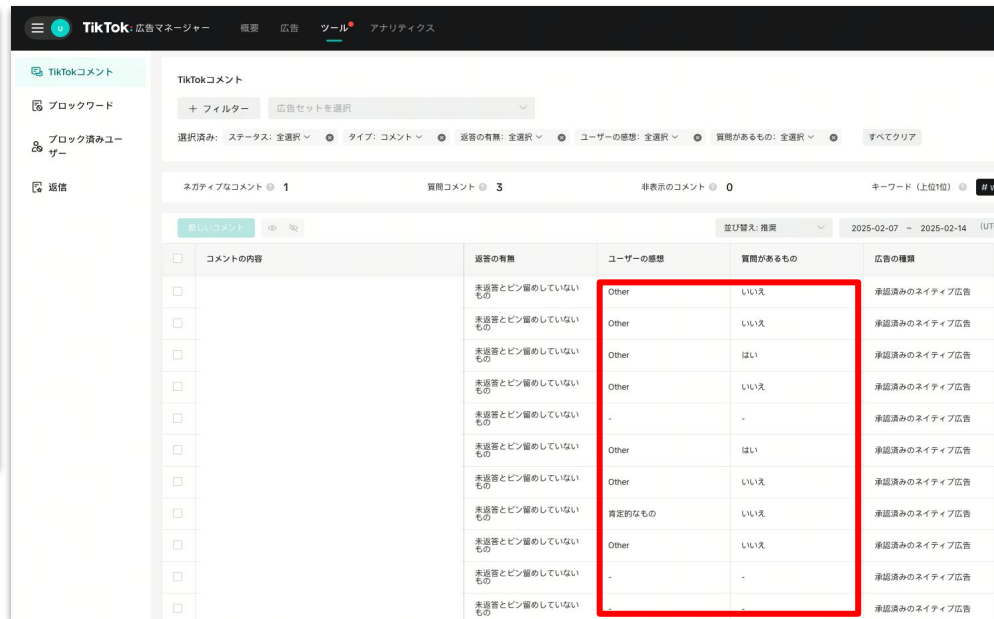 U TikTok: 広告マネージャー 概要 広告 ツール アナリティクス
TikTokコメント
ブロックワード
ブロック済みユー
ザー
返信
TikTokコメント
+ フィルター 広告セットを選択
選択済み: ステータス: 全選択 タイプ: コメント 返答の有無: 全選択 ユーザーの感想: 全選択 質問があるもの: 全選択 すべてクリア
ネガティブなコメント 1 質問コメント 3 非表示のコメント 0 キーワード (上位1位) #
新しいコメント 並び替え: 推奨 2025-02-07 ~ 2025-02-14 (UT
コメントの内容 返答の有無 ユーザーの感想 質問があるもの 広告の種類
未返答とピン留めしていない
もの
Other いいえ 承認済みのネイティブ広告
未返答とピン留めしていない
もの
Other いいえ 承認済みのネイティブ広告
未返答とピン留めしていない
もの
Other はい 承認済みのネイティブ広告
未返答とピン留めしていない
もの
Other いいえ 承認済みのネイティブ広告
未返答とピン留めしていない
もの
- - 承認済みのネイティブ広告
未返答とピン留めしていない
もの
Other はい 承認済みのネイティブ広告
未返答とピン留めしていない
もの
Other いいえ 承認済みのネイティブ広告
未返答とピン留めしていない
もの
肯定的なもの いいえ 承認済みのネイティブ広告
未返答とピン留めしていない
もの
Other いいえ 承認済みのネイティブ広告
未返答とピン留めしていない
もの
- - 承認済みのネイティブ広告
未返答とピン留めしていない
もの
- - 承認済みのネイティブ広告